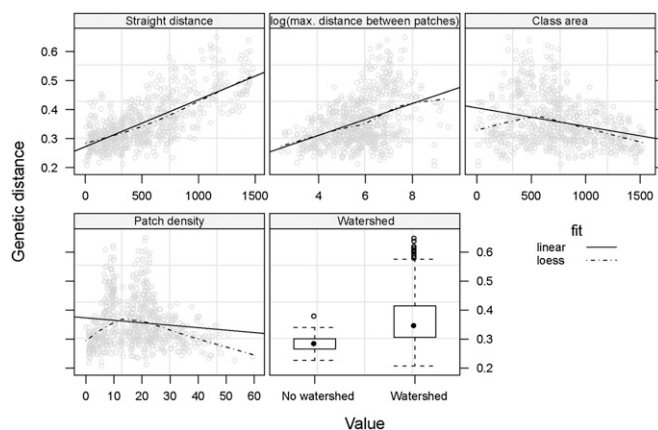 Straight distance
log(max. distance between patches)
Class area
0.6
0.5
0.4
0.3
0.2
0 500 1000 1500
4 6 8
0 500 1000 1500
Genetic distance
Patch density
Watershed
fit
linear
loess
0.6
0.5
0.4
0.3
0.2
0 10 20 30 40 50 60
No watershed Watershed
Value